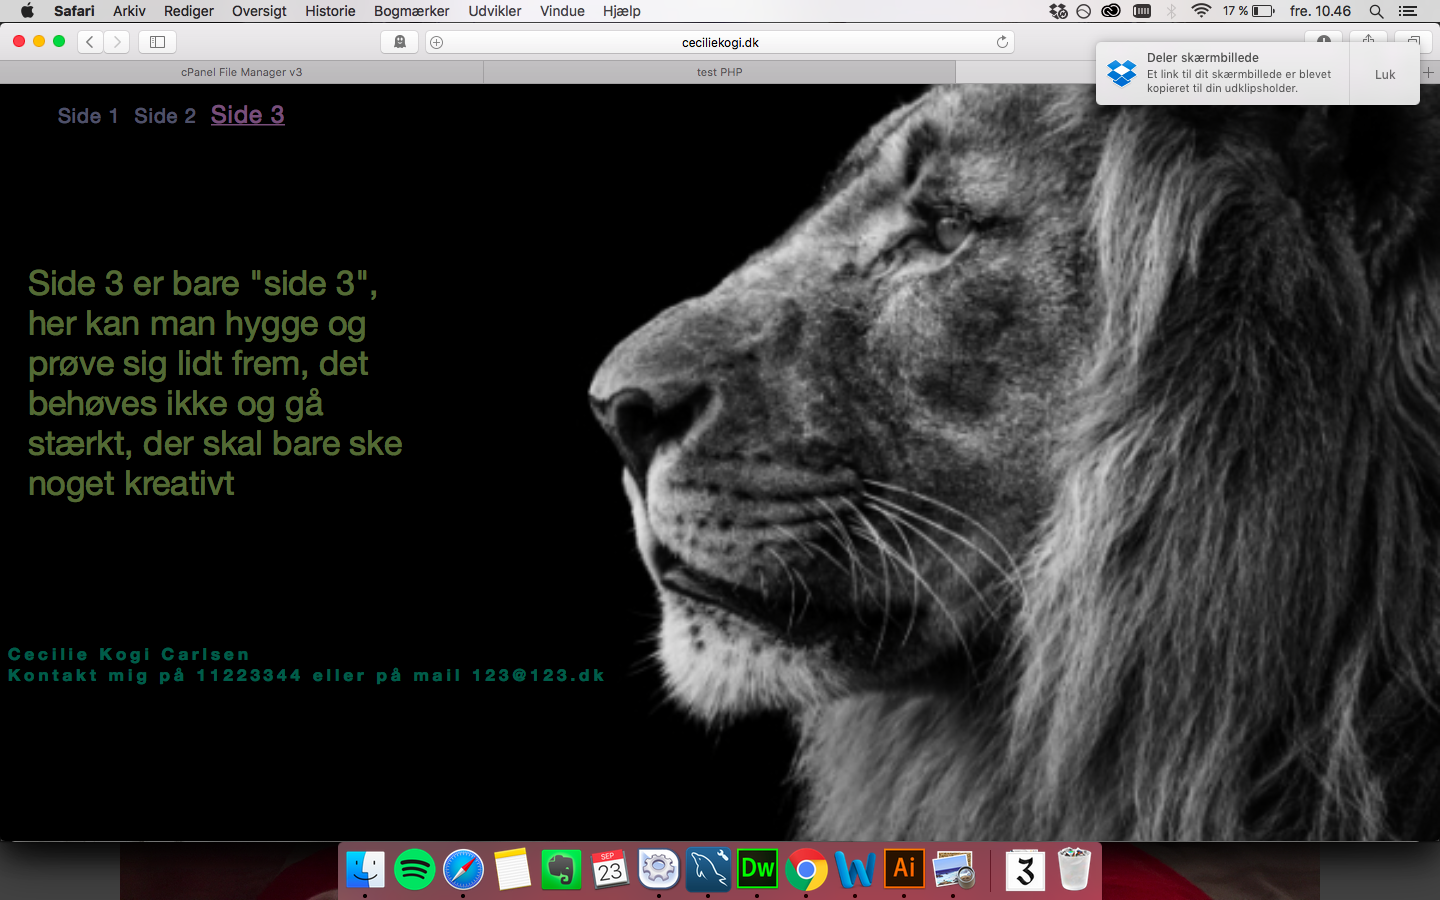 Safari Arkiv Rediger Oversigt Historie Bogmærker Udvikler Vindue Hjælp 17 % fre. 10.46
ceciliekogi.dk
cPanel File Manager v3 test PHP
Deler skærmbillede
Et link til dit skærmbillede er blevet
kopieret til din udklipsholder.
Luk
Side 1 Side 2 Side 3
Side 3 er bare "side 3",
her kan man hygge og
prøve sig lidt frem, det
behøves ikke og gå
stærkt, der skal bare ske
noget kreativt
Cecilie Kogi Carlsen
Kontakt mig på 11223344 eller på mail 123@123.dk
SEP
23
Dw
W
Ai
3